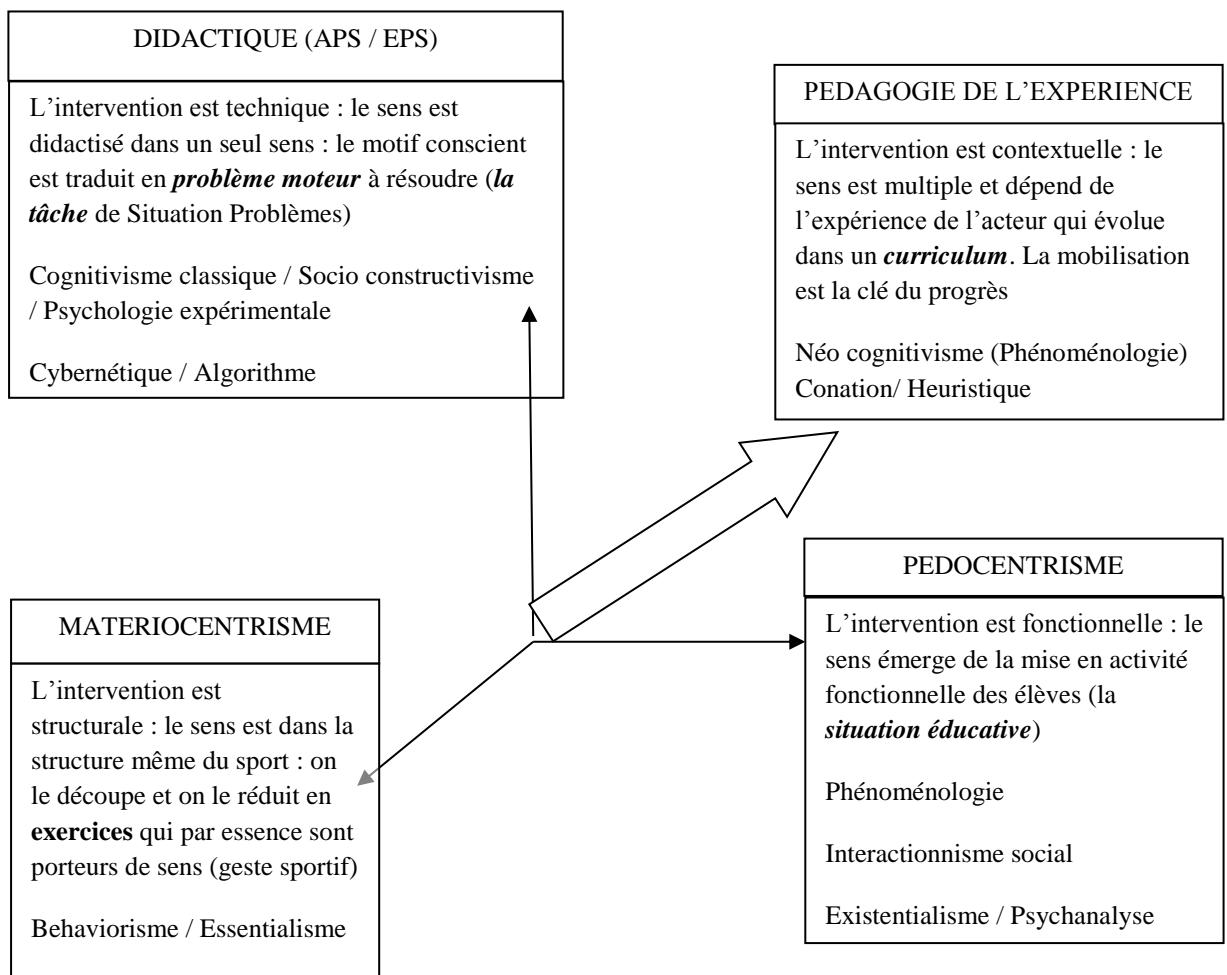 DIDACTIQUE (APS / EPS)
L’intervention est technique : le sens est
didactisé dans un seul sens : le motif conscient
est traduit en problème moteur à résoudre (la
tâche de Situation Problèmes)
Cognitivisme classique / Socio constructivisme
/ Psychologie expérimentale
Cybernétique / Algorithme
PEDAGOGIE DE L’EXPERIENCE
L’intervention est contextuelle : le
sens est multiple et dépend de
l’expérience de l’acteur qui évolue
dans un curriculum. La mobilisation
est la clé du progrès
Néo cognitivisme (Phénoménologie)
Conation/ Heuristique
MATERIOCENTRISME
L’intervention est
structurale : le sens est dans la
structure même du sport : on
le découpe et on le réduit en
exercices qui par essence sont
porteurs de sens (geste sportif)
Behaviorisme / Essentialisme
PEDOCENTRISME
L’intervention est fonctionnelle : le
sens émerge de la mise en activité
fonctionnelle des élèves (la
situation éducative)
Phénoménologie
Interactionnisme social
Existentialisme / Psychanalyse